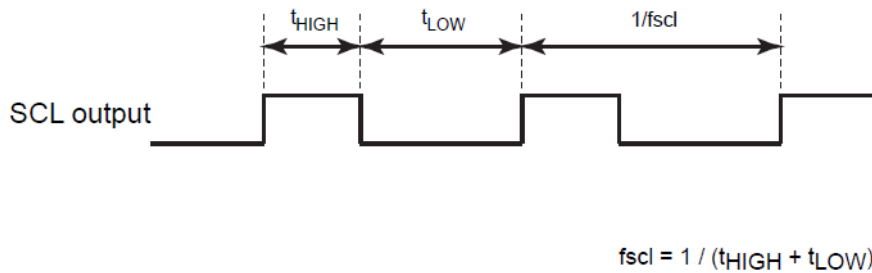 tHIGH tLOW 1/fscl
SCL output
fscl = 1 / (tHIGH + tLOW)